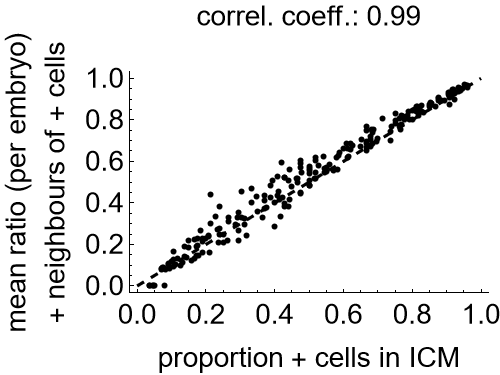 correl. coeff.: 0.99
mean ratio (per embryo)
+ neighbours of + cells
1.0
0.8
0.6
0.4
0.2
0.0
0.0 0.2 0.4 0.6 0.8 1.0
proportion + cells in ICM